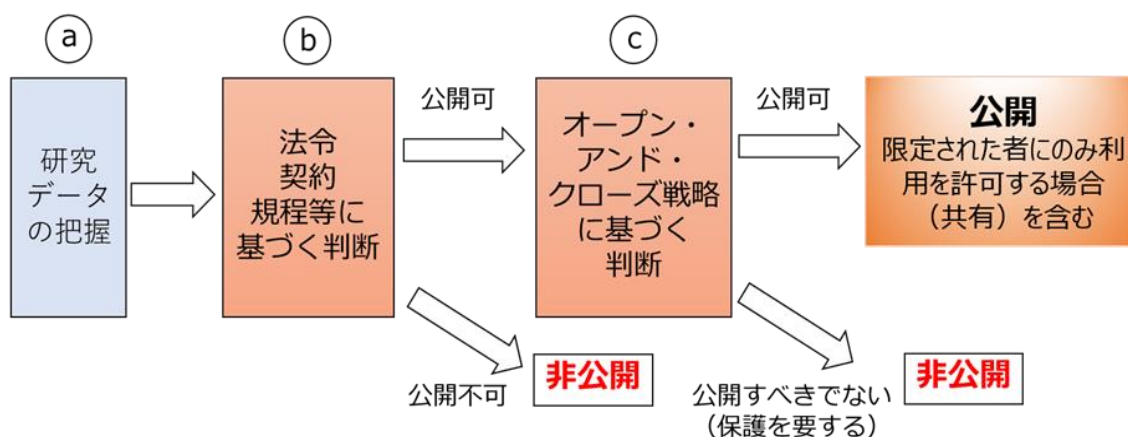 a
研究
データ
の把握
b
法令
契約
規程等に
基づく判断
公開可
公開不可
非公開
c
オープン・
アンド・
クローズ戦略
に基づく
判断
公開可
公開すべきでない
（保護を要する）
非公開
公開
限定された者にのみ利
用を許可する場合
（共有）を含む